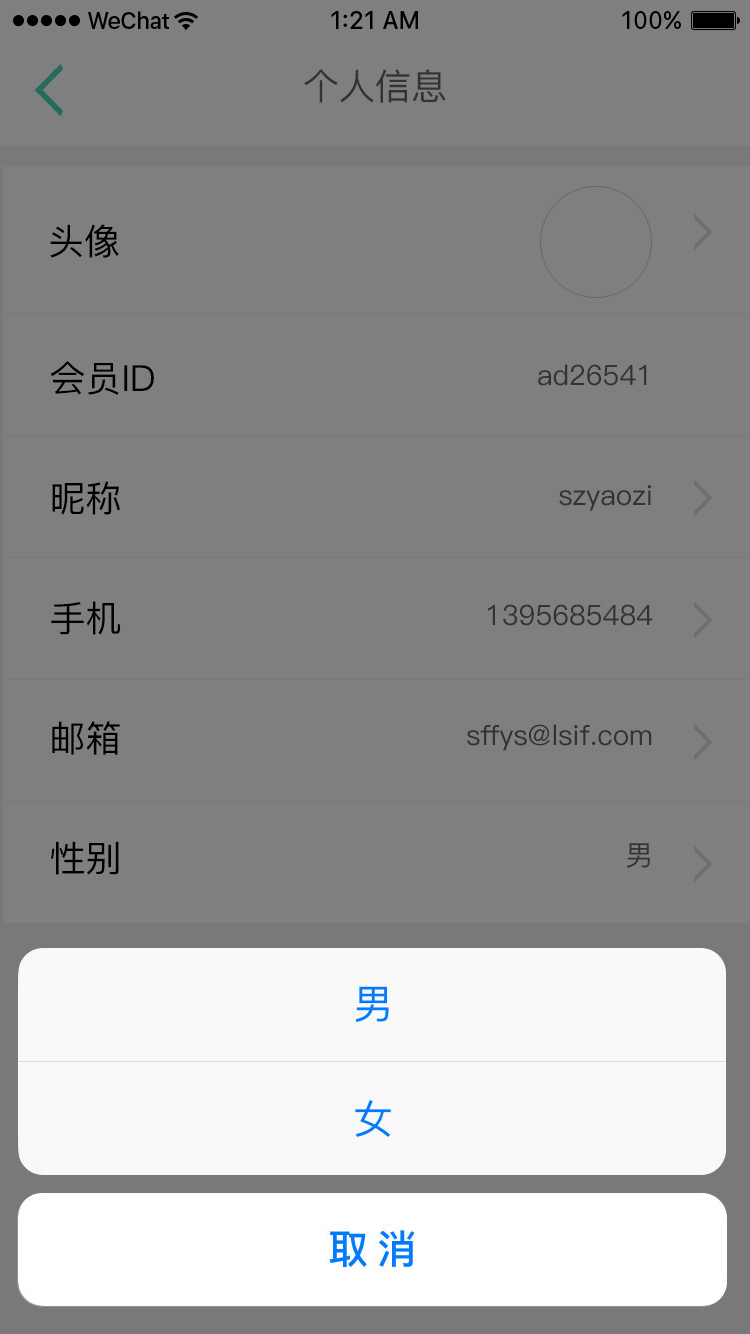 WeChat 1:21 AM 100%
个人信息
头像
会员ID ad26541
昵称 szyaozi
手机 1395685484
邮箱 sffys@lsif.com
性别 男
男
女
取消